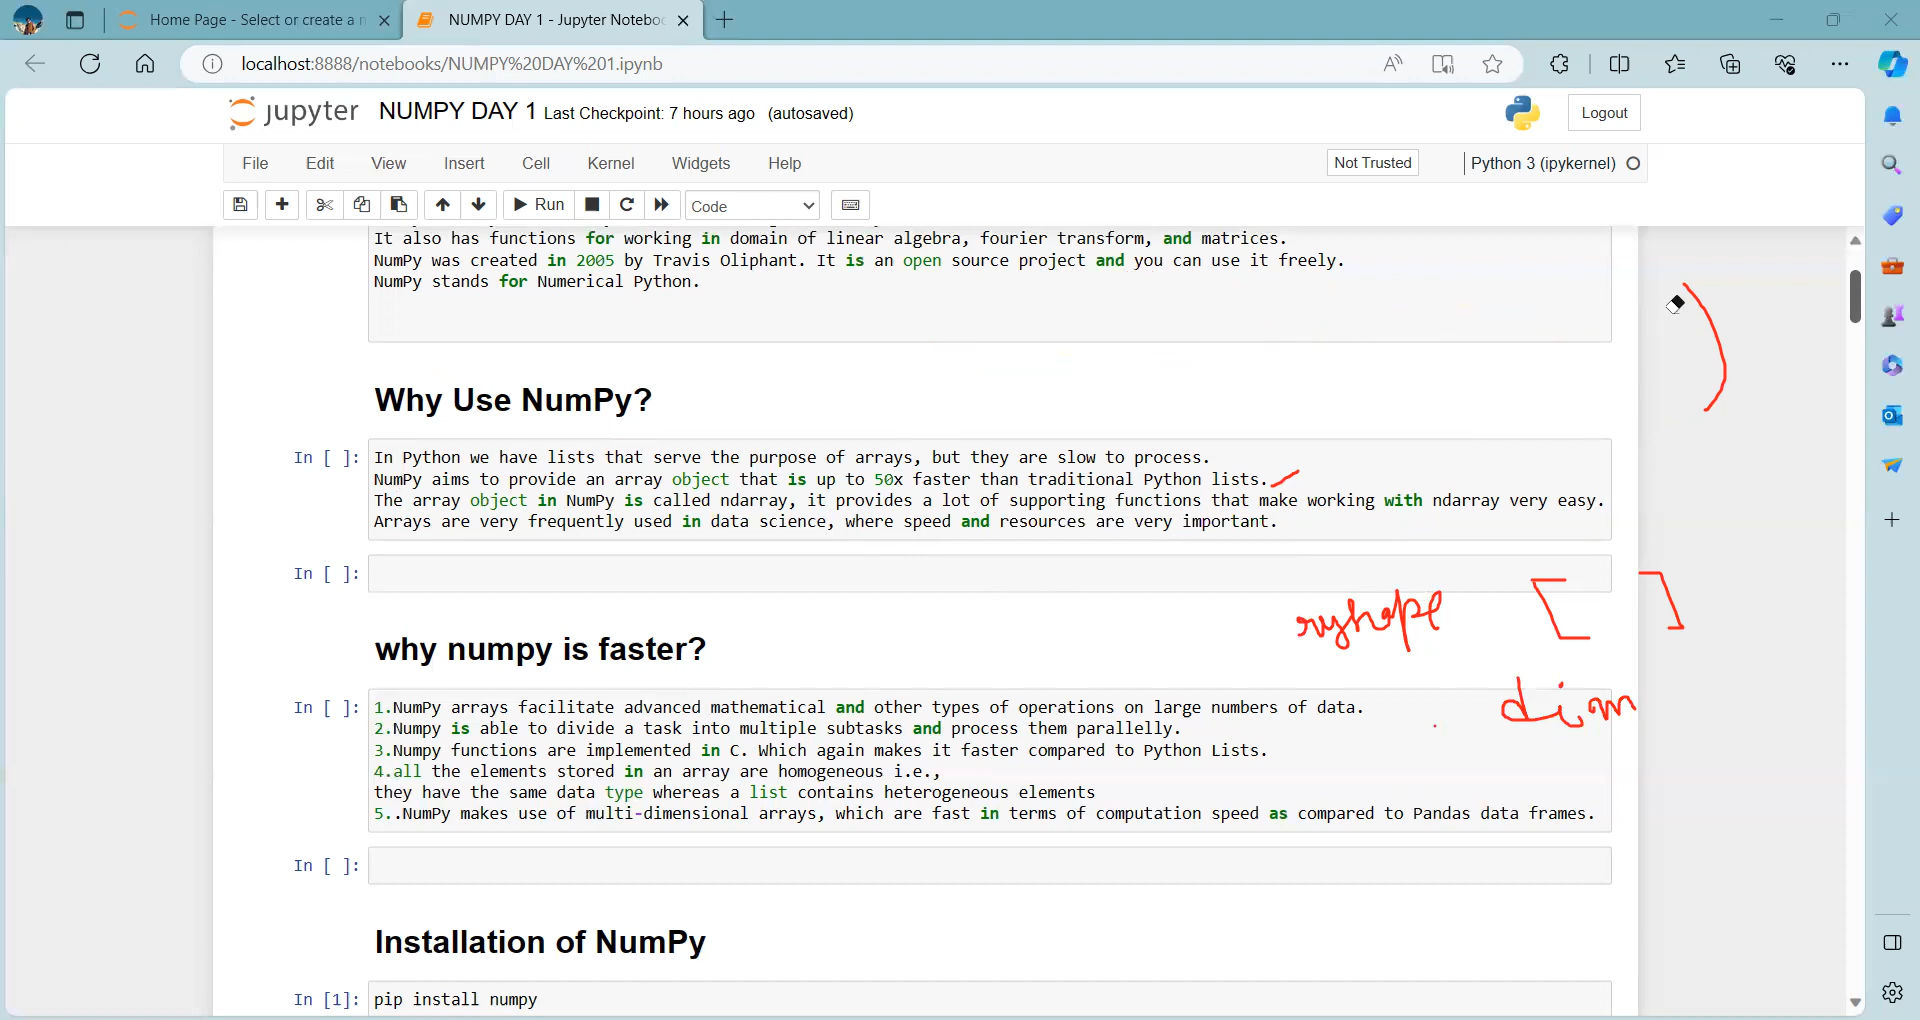 Home Page - Select or create a n
NUMPY DAY 1 - Jupyter Notebo
localhost:8888/notebooks/NUMPY%20DAY%201.ipynb
jupyter NUMPY DAY 1 Last Checkpoint: 7 hours ago (autosaved)
Logout
File Edit View Insert Cell Kernel Widgets Help
Not Trusted
Python 3 (ipykernel)
Run
Code
It also has functions for working in domain of linear algebra, fourier transform, and matrices.
NumPy was created in 2005 by Travis Oliphant. It is an open source project and you can use it freely.
NumPy stands for Numerical Python.
Why Use NumPy?
In [ ]: In Python we have lists that serve the purpose of arrays, but they are slow to process.
NumPy aims to provide an array object that is up to 50x faster than traditional Python lists.
The array object in NumPy is called ndarray, it provides a lot of supporting functions that make working with ndarray very easy.
Arrays are very frequently used in data science, where speed and resources are very important.
In [ ]:
why numpy is faster?
In [ ]: 1.NumPy arrays facilitate advanced mathematical and other types of operations on large numbers of data.
2.Numpy is able to divide a task into multiple subtasks and process them parallelly.
3.Numpy functions are implemented in C. Which again makes it faster compared to Python Lists.
4.all the elements stored in an array are homogeneous i.e.,
they have the same data type whereas a list contains heterogeneous elements
5..NumPy makes use of multi-dimensional arrays, which are fast in terms of computation speed as compared to Pandas data frames.
In [ ]:
Installation of NumPy
In [1]: pip install numpy
dim